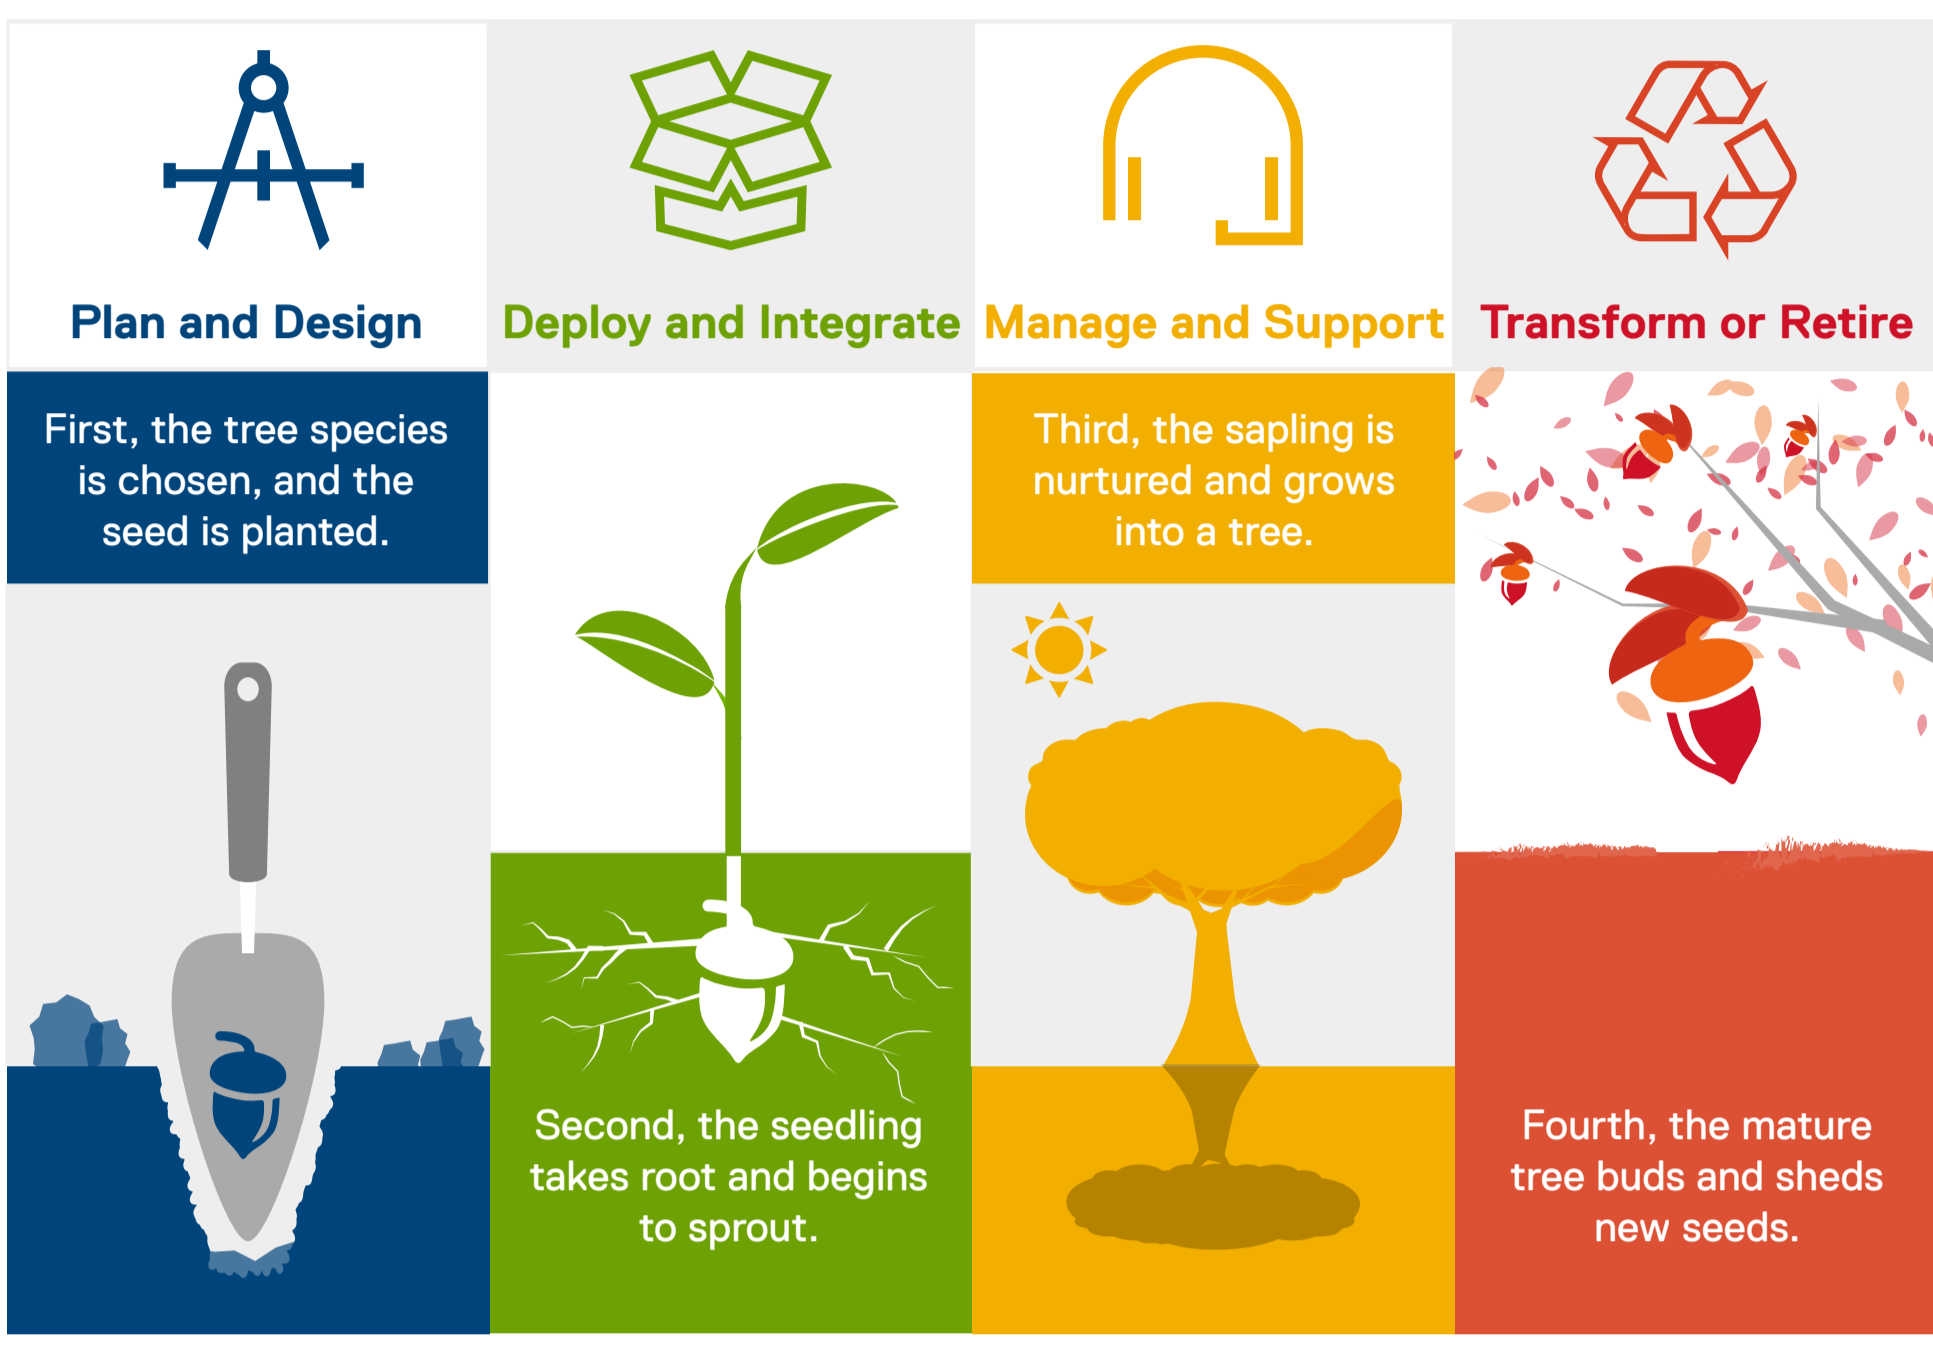 Plan and Design
Deploy and Integrate
Manage and Support
Transform or Retire
First, the tree species
is chosen, and the
seed is planted.
Second, the seedling
takes root and begins
to sprout.
Third, the sapling is
nurtured and grows
into a tree.
Fourth, the mature
tree buds and sheds
new seeds.